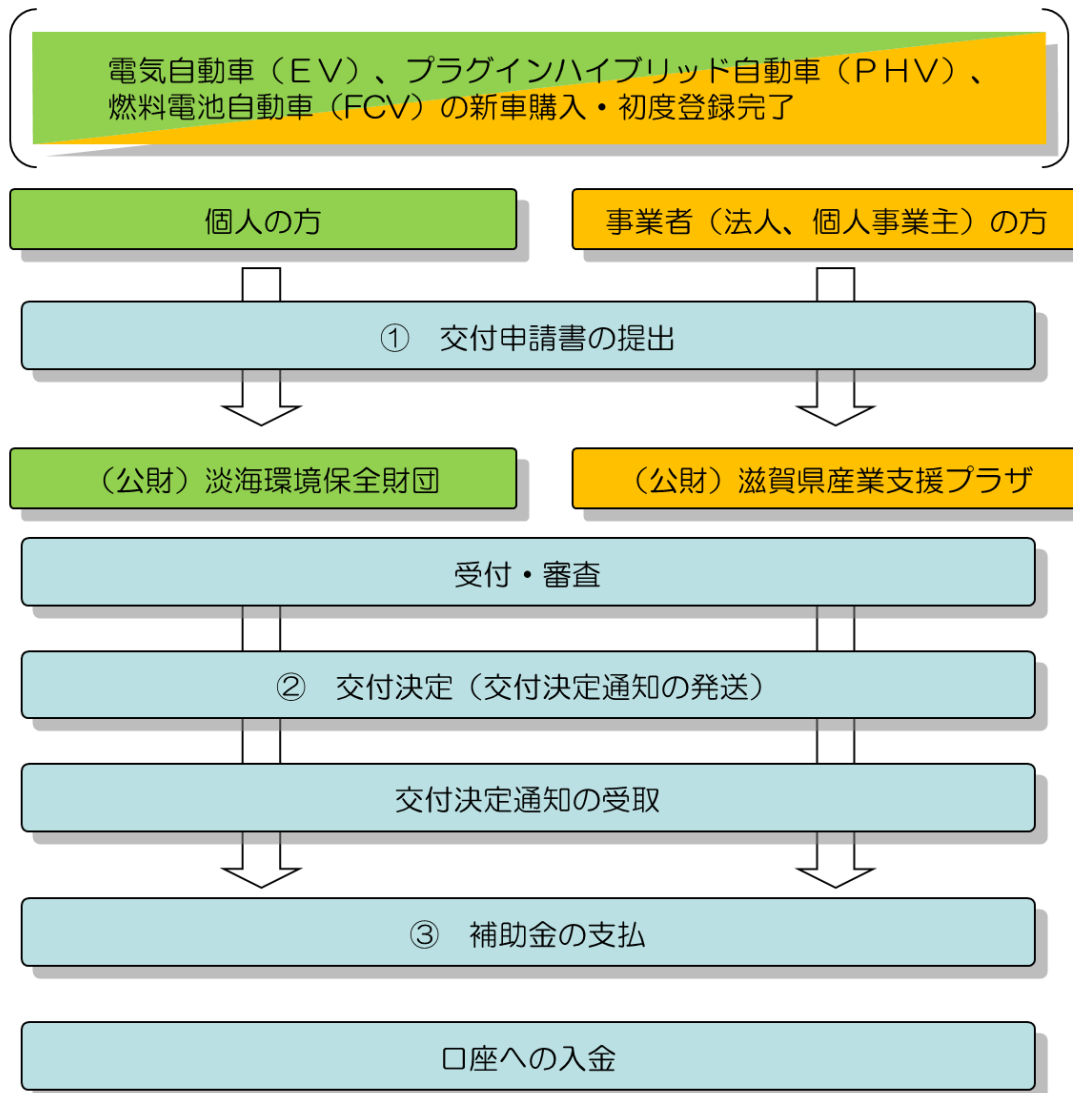 電気自動車（ＥＶ）、プラグインハイブリッド自動車（ＰＨＶ）、
燃料電池自動車（FCV）の新車購入・初度登録完了
個人の方
事業者（法人、個人事業主）の方
①　交付申請書の提出
（公財）淡海環境保全財団
（公財）滋賀県産業支援プラザ
受付・審査
②　交付決定（交付決定通知の発送）
交付決定通知の受取
③　補助金の支払
口座への入金